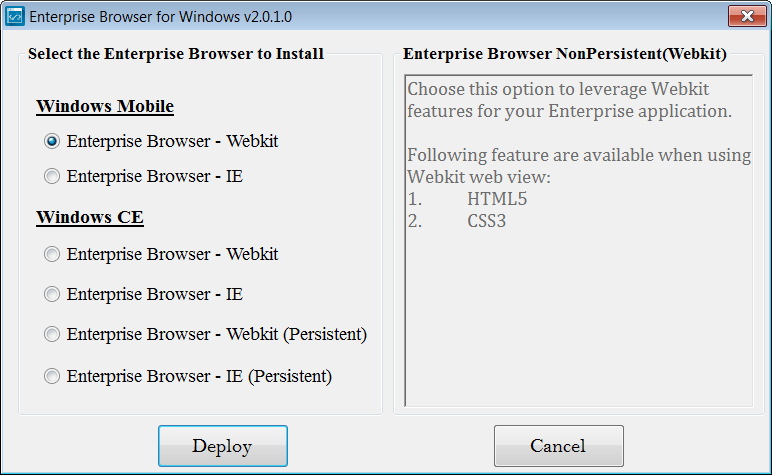 Enterprise Browser for Windows v2.0.1.0
Select the Enterprise Browser to Install
Windows Mobile
Enterprise Browser - Webkit
Enterprise Browser - IE
Windows CE
Enterprise Browser - Webkit
Enterprise Browser - IE
Enterprise Browser - Webkit (Persistent)
Enterprise Browser - IE (Persistent)
Enterprise Browser NonPersistent(Webkit)
Choose this option to leverage Webkit
features for your Enterprise application.
Following feature are available when using
Webkit web view:
1. HTML5
2. CSS3
Deploy
Cancel